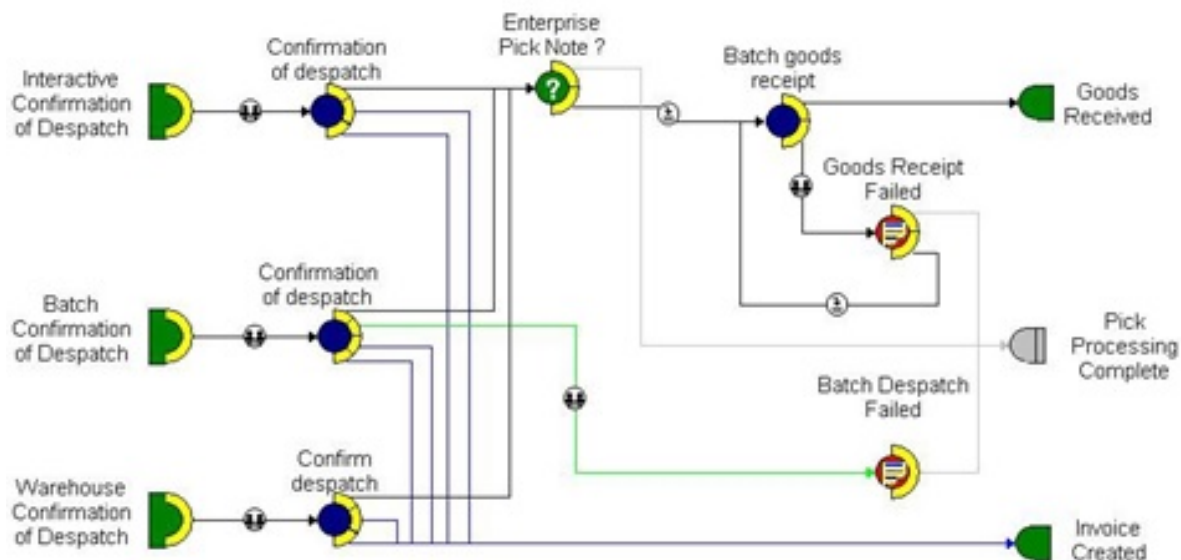 Enterprise
Pick Note ?
Confirmation
of despatch
Batch goods
receipt
Interactive
Confirmation
of Despatch
?
Goods
Received
Goods Receipt
Failed
Confirmation
of despatch
Batch
Confirmation
of Despatch
Pick
Processing
Complete
Batch Despatch
Failed
Confirm
despatch
Warehouse
Confirmation
of Despatch
Invoice
Created